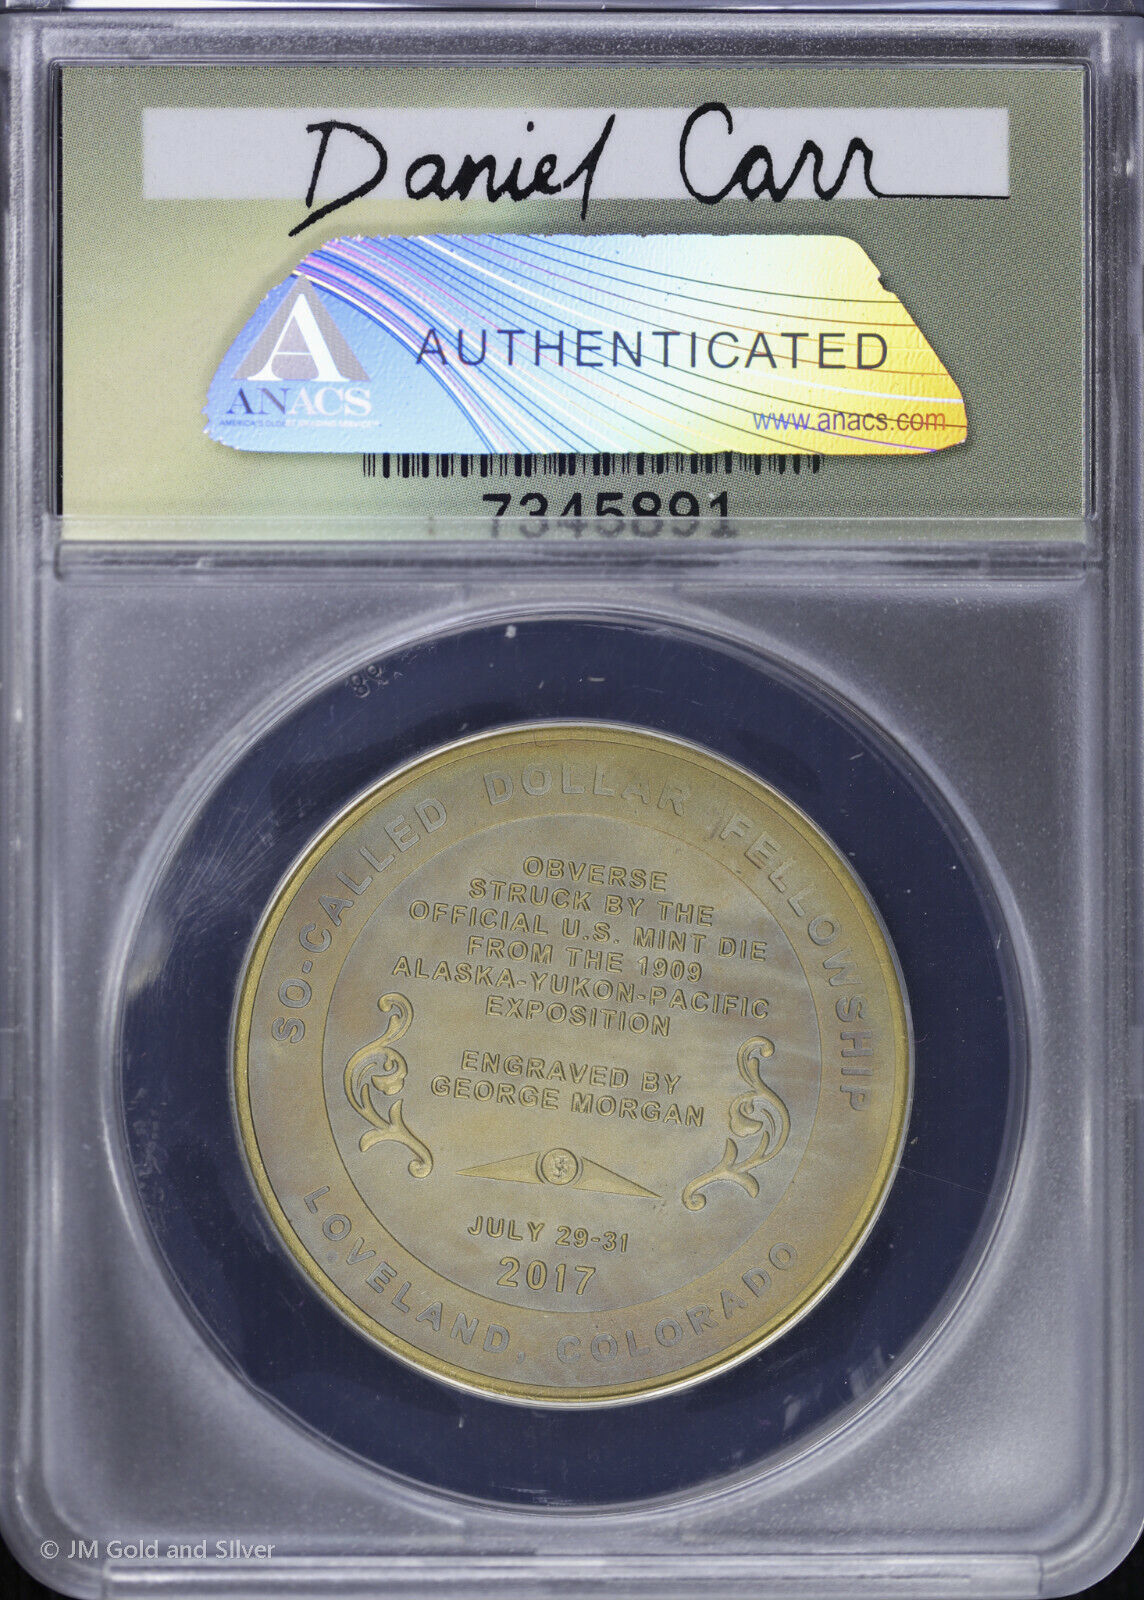 Daniel Carr
AUTHENTICATED
ANACS
AMERICA'S OLDEST GRADING SERVICE
www.anacs.com
7345891
SO-CALLED DOLLAR FELLOWSHIP
OBVERSE
STRUCK BY THE
OFFICIAL U.S. MINT DIE
FROM THE 1909
ALASKA-YUKON-PACIFIC
EXPOSITION
ENGRAVED BY
GEORGE MORGAN
JULY 29-31
2017
LOVELAND, COLORADO
© JM Gold and Silver